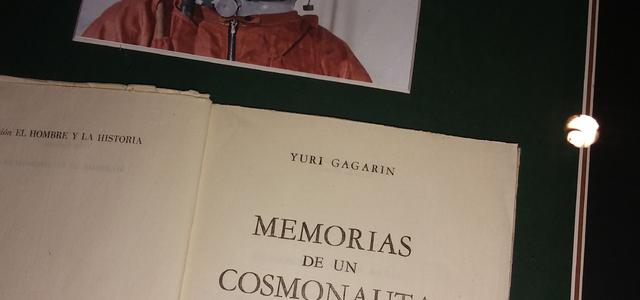 ión EL HOMBRE Y LA HISTORIA
YURI GAGARIN
MEMORIAS
DE UN
COSMONAUTA